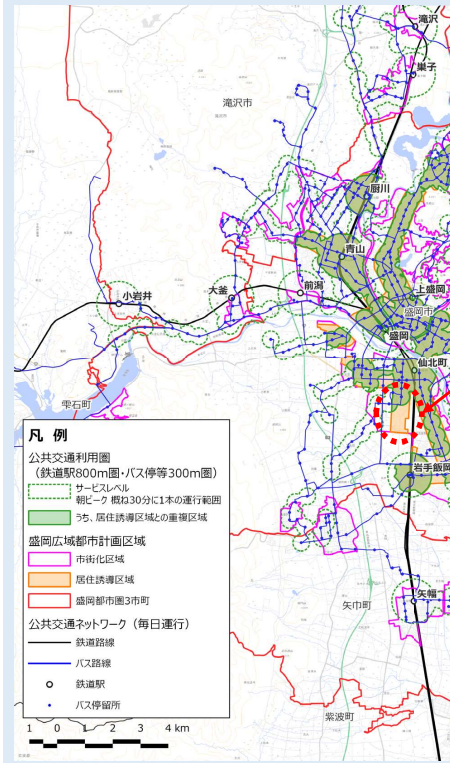 滝沢
巣子
滝沢市
厨川
青山
上盛岡
小岩井
大釜
前潟
盛岡市
盛岡
仙北町
雫石町
岩手飯岡
矢幅
矢巾町
紫波町
凡 例
公共交通利用圏
（鉄道駅800m圏・バス停等300m圏）
サービスレベル
朝ピーク 概ね30分に1本の運行範囲
うち、居住誘導区域との重複区域
盛岡広域都市計画区域
市街化区域
居住誘導区域
盛岡都市圏3市町
公共交通ネットワーク（毎日運行）
鉄道路線
バス路線
鉄道駅
バス停留所
1 0 1 2 3 4 km